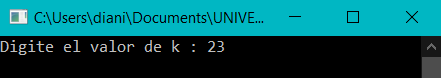 C:\Users\diani\Documents\UNIVE...
Digite el valor de k : 23